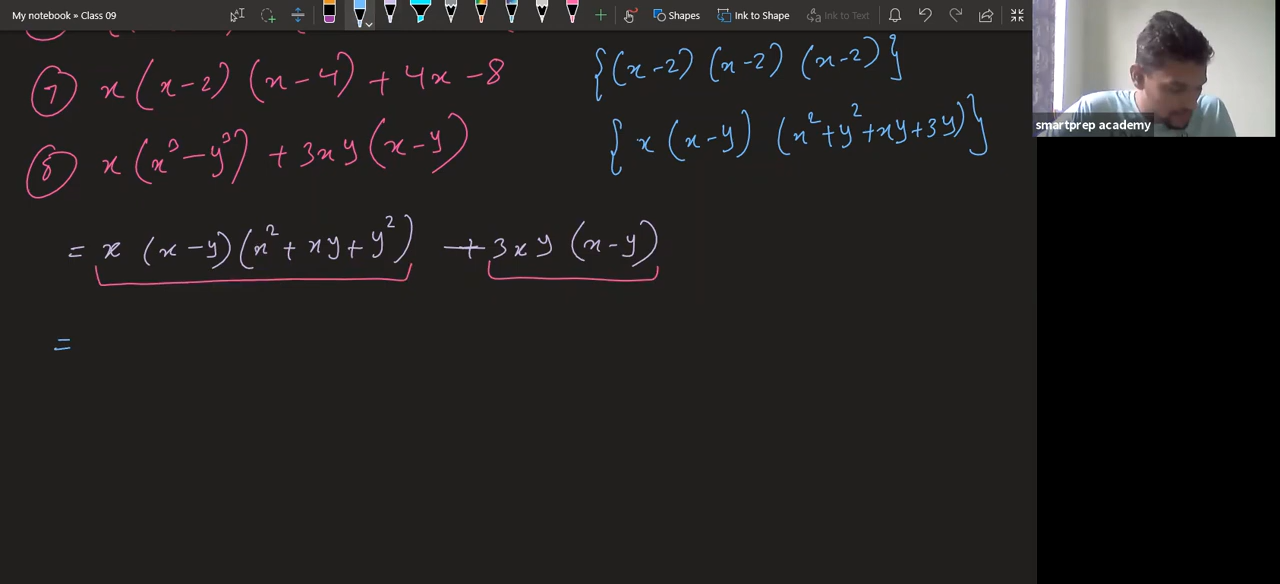 My notebook » Class 09
Shapes
Ink to Shape
Ink to Text
⑦ x(x-2)(x-4) + 4x - 8
{(x-2)(x-2)(x-2)}
⑧ x(x³-y³) + 3xy(x-y)
{x(x-y)(x²+y²+xy+3y)}
= x(x-y)(x²+xy+y²) + 3xy(x-y)
=
smartprep academy